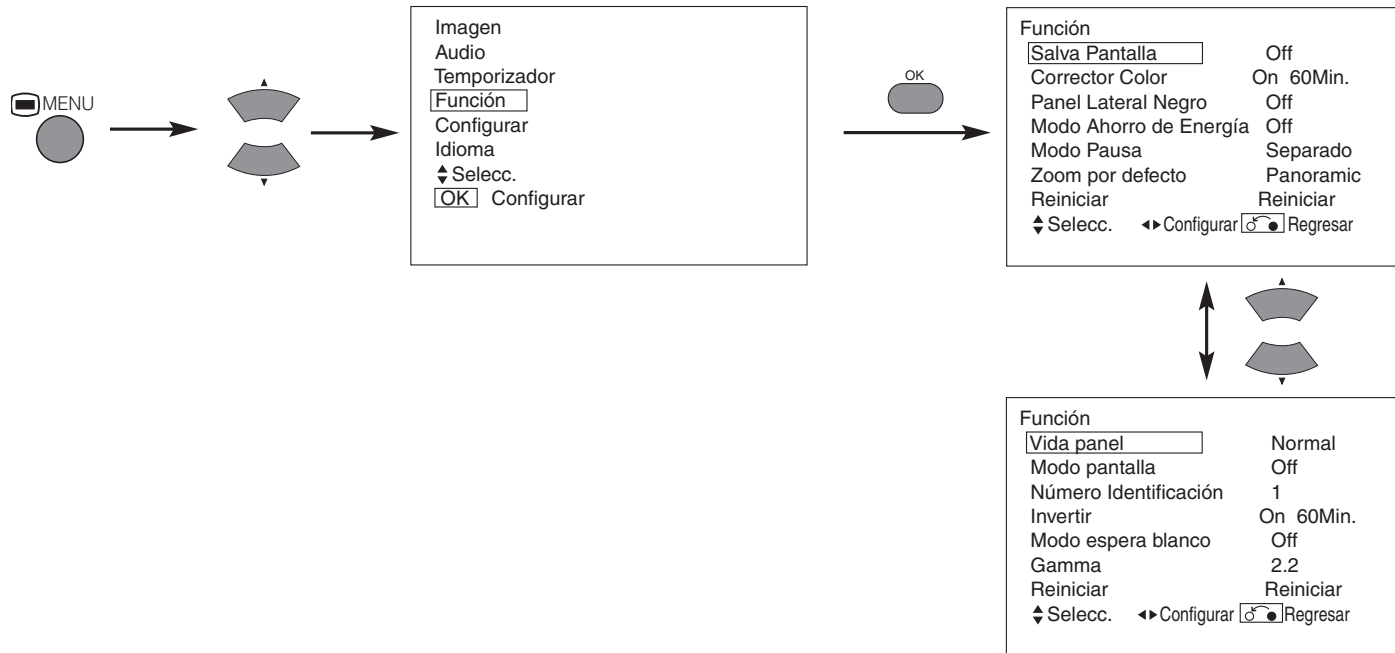 MENU
Imagen
Audio
Temporizador
Función
Configurar
Idioma
Selecc.
OK Configurar
OK
Función
Salva Pantalla Off
Corrector Color On 60Min.
Panel Lateral Negro Off
Modo Ahorro de Energía Off
Modo Pausa Separado
Zoom por defecto Panoramic
Reiniciar Reiniciar
Selecc. Configurar Regresar
Función
Vida panel Normal
Modo pantalla Off
Número Identificación 1
Invertir On 60Min.
Modo espera blanco Off
Gamma 2.2
Reiniciar Reiniciar
Selecc. Configurar Regresar